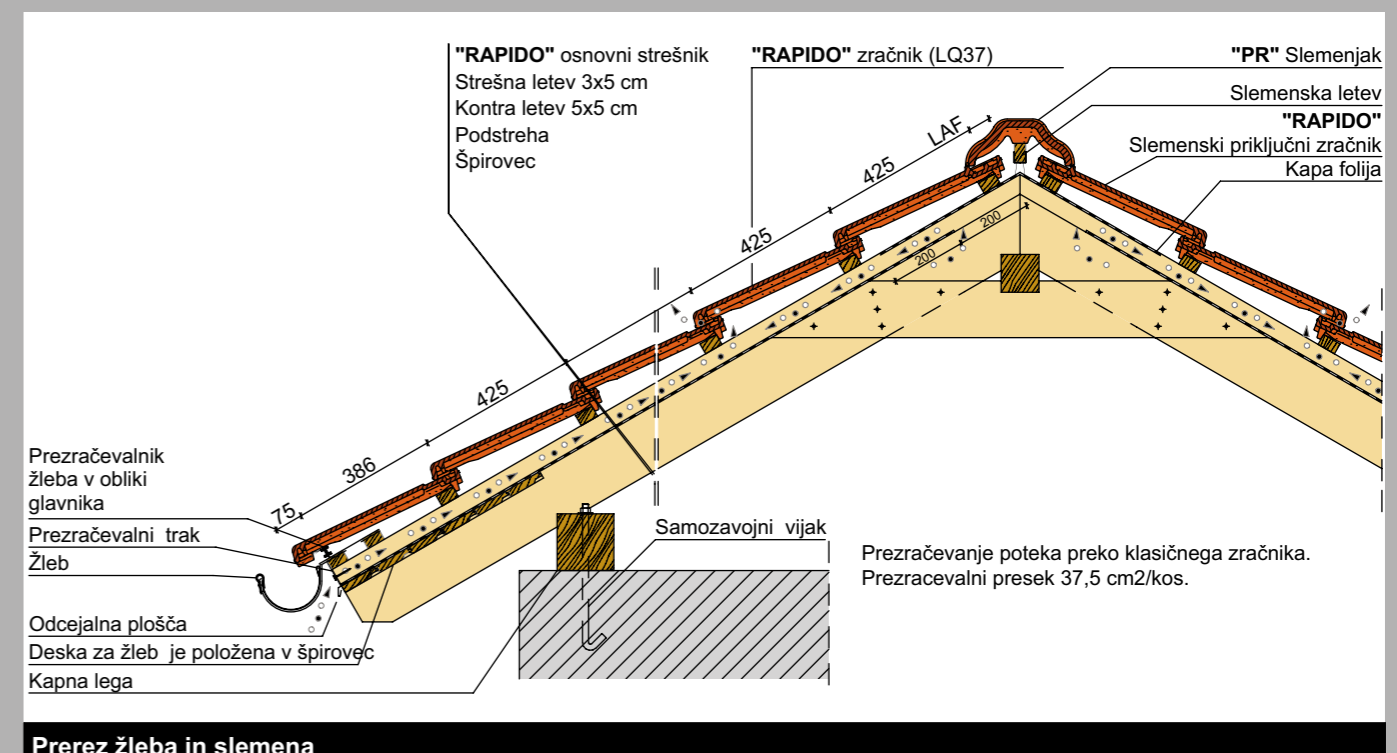 "RAPIDO" osnovni strešnik
Strešna letev 3x5 cm
Kontra letev 5x5 cm
Podstreha
Špirovec
"RAPIDO" zračnik (LQ37)
"PR" Slemenjak
Slemenska letev
"RAPIDO"
Slemenski priključni zračnik
Kapa folija
LAF
425
425
425
386
75
200
200
Prezračevalnik
žleba v obliki
glavnika
Prezračevalni trak
Žleb
Odcejalna plošča
Deska za žleb je položena v špirovec
Kapna lega
Samozavojni vijak
Prezračevanje poteka preko klasičnega zračnika.
Prezracevalni presek 37,5 cm2/kos.
Prerez žleba in slemena